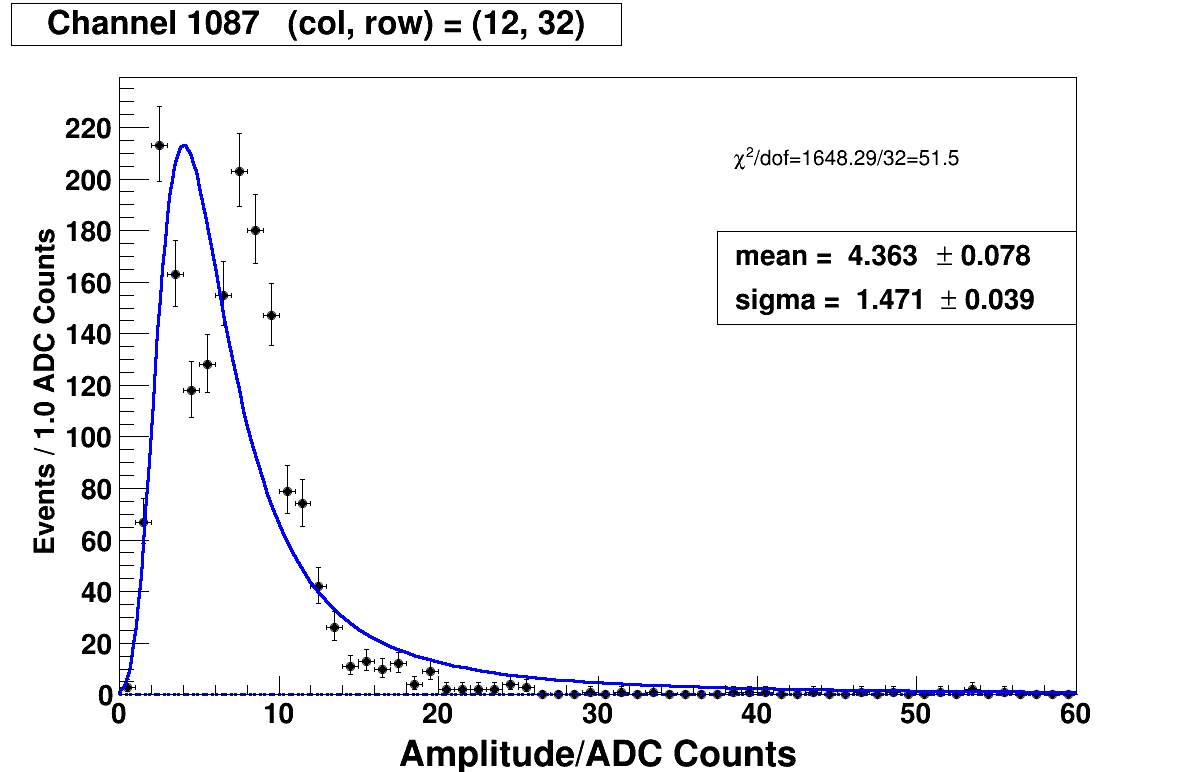 Channel 1087 (col, row) = (12, 32)
χ²/dof=1648.29/32=51.5
mean = 4.363 ± 0.078
sigma = 1.471 ± 0.039
Events / 1.0 ADC Counts
220
200
180
160
140
120
100
80
60
40
20
0
0 10 20 30 40 50 60
Amplitude/ADC Counts